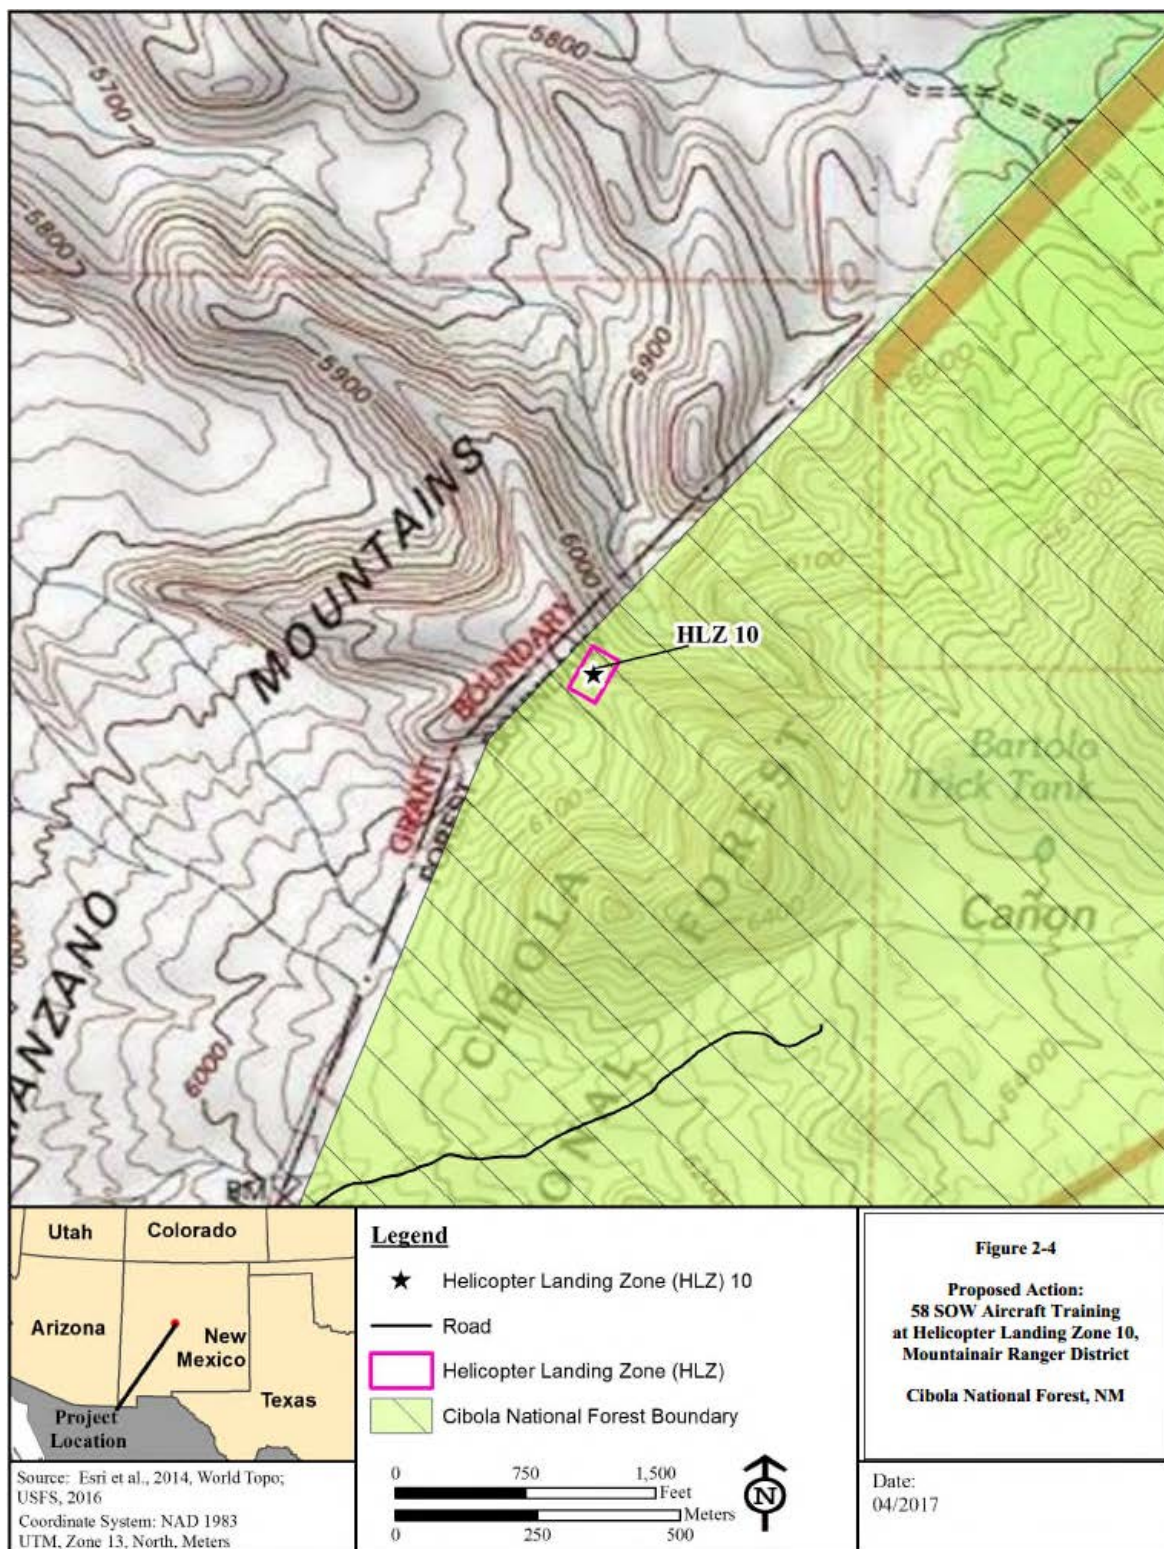 5800
5700
5800
5900
5900
6000
MOUNTAINS
6000
6100
GRANT BOUNDARY
HLZ 10
FOREST
Bartolo
Trick Tank
6100
CIBOLA
FOREST
6400
Cañon
6400
6000
6200
BM
Utah
Colorado
Arizona
New
Mexico
Texas
Project
Location
Legend
Helicopter Landing Zone (HLZ) 10
Road
Helicopter Landing Zone (HLZ)
Cibola National Forest Boundary
0 750 1,500
Feet
Meters
0 250 500
N
Figure 2-4
Proposed Action:
58 SOW Aircraft Training
at Helicopter Landing Zone 10,
Mountainair Ranger District
Cibola National Forest, NM
Source: Esri et al., 2014, World Topo;
USFS, 2016
Coordinate System: NAD 1983
UTM, Zone 13, North, Meters
Date:
04/2017